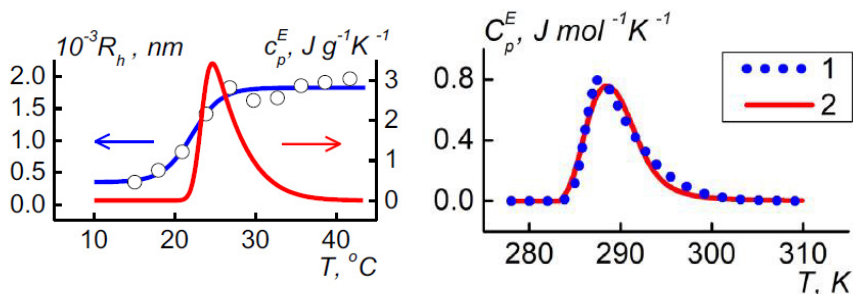 10⁻³R_h , nm
c_p^E, J g⁻¹K⁻¹
2.0
1.5
1.0
0.5
0.0
3
2
1
0
10 20 30 40
T, °C
C_p^E, J mol⁻¹K⁻¹
0.8
0.4
0.0
1
2
280 290 300 310
T, K